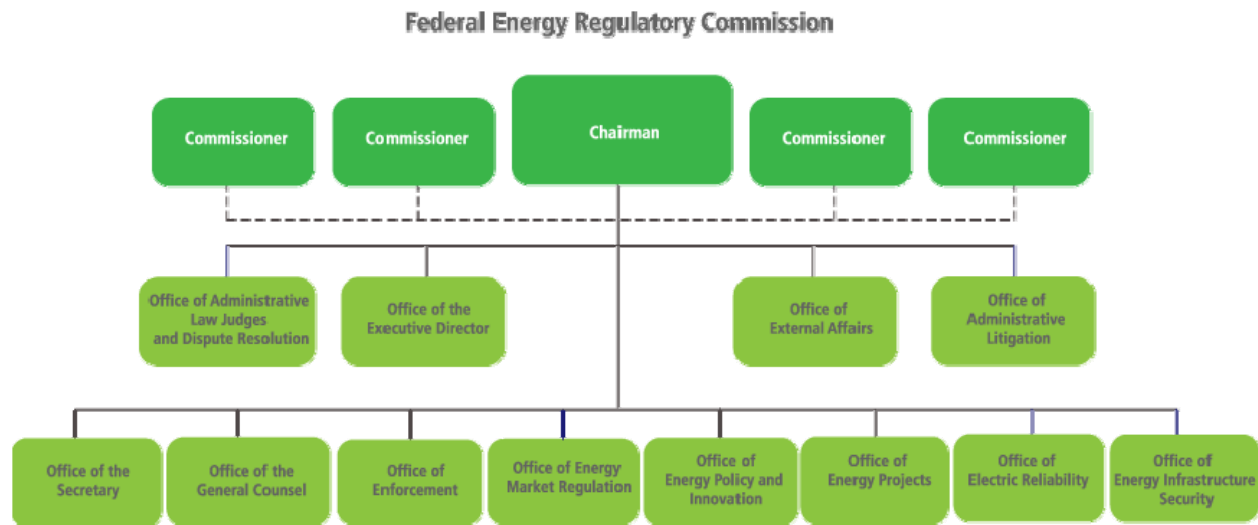 Federal Energy Regulatory Commission
Commissioner
Commissioner
Chairman
Commissioner
Commissioner
Office of Administrative
Law Judges
and Dispute Resolution
Office of the
Executive Director
Office of
External Affairs
Office of
Administrative
Litigation
Office of the
Secretary
Office of the
General Counsel
Office of
Enforcement
Office of Energy
Market Regulation
Office of
Energy Policy and
Innovation
Office of
Energy Projects
Office of
Electric Reliability
Office of
Energy Infrastructure
Security